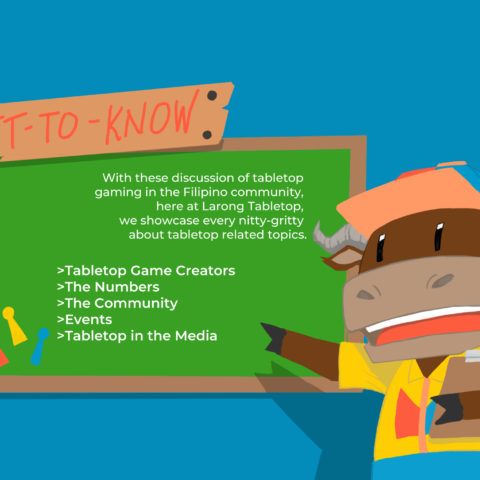 T-TO-KNOW
With these discussion of tabletop
gaming in the Filipino community,
here at Larong Tabletop,
we showcase every nitty-gritty
about tabletop related topics.
>Tabletop Game Creators
>The Numbers
>The Community
>Events
>Tabletop in the Media